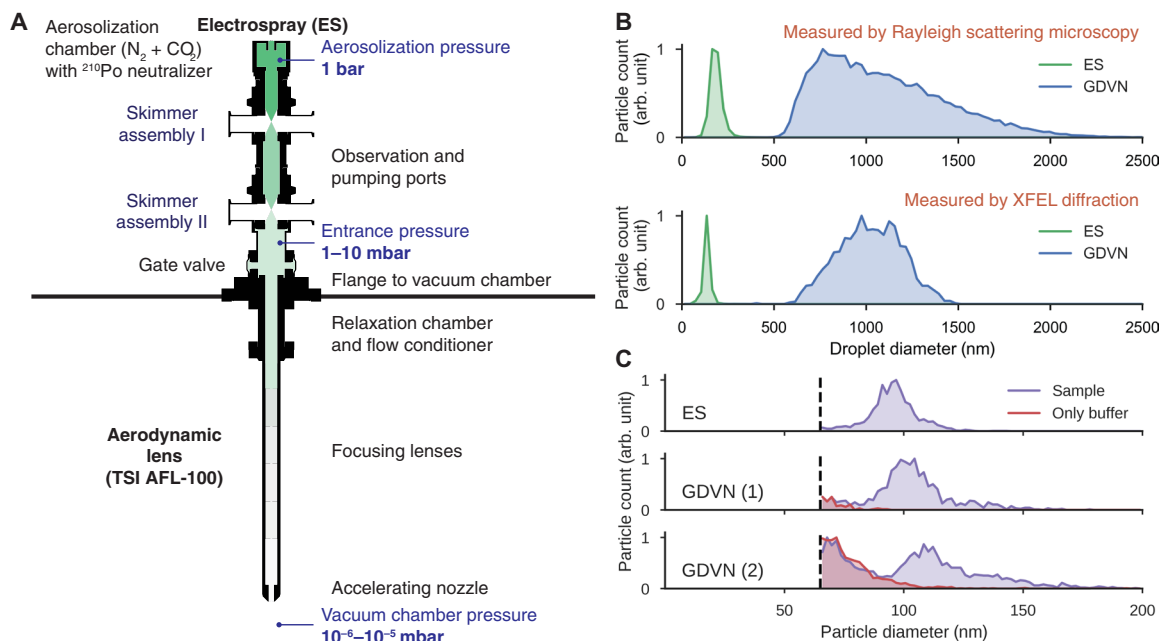 A
Electrospray (ES)
Aerosolization
chamber (N₂ + CO₂)
with ²¹⁰Po neutralizer
Aerosolization pressure
1 bar
Skimmer
assembly I
Observation and
pumping ports
Skimmer
assembly II
Entrance pressure
1–10 mbar
Gate valve
Flange to vacuum chamber
Relaxation chamber
and flow conditioner
Aerodynamic
lens
(TSI AFL-100)
Focusing lenses
Accelerating nozzle
Vacuum chamber pressure
10⁻⁶–10⁻⁵ mbar
B
Measured by Rayleigh scattering microscopy
Particle count
(arb. unit)
1
0
ES
GDVN
0 500 1000 1500 2000 2500
Measured by XFEL diffraction
Particle count
(arb. unit)
1
0
ES
GDVN
0 500 1000 1500 2000 2500
Droplet diameter (nm)
C
Particle count (arb. unit)
1
0
ES
Sample
Only buffer
1
0
GDVN (1)
1
0
GDVN (2)
50 100 150 200
Particle diameter (nm)